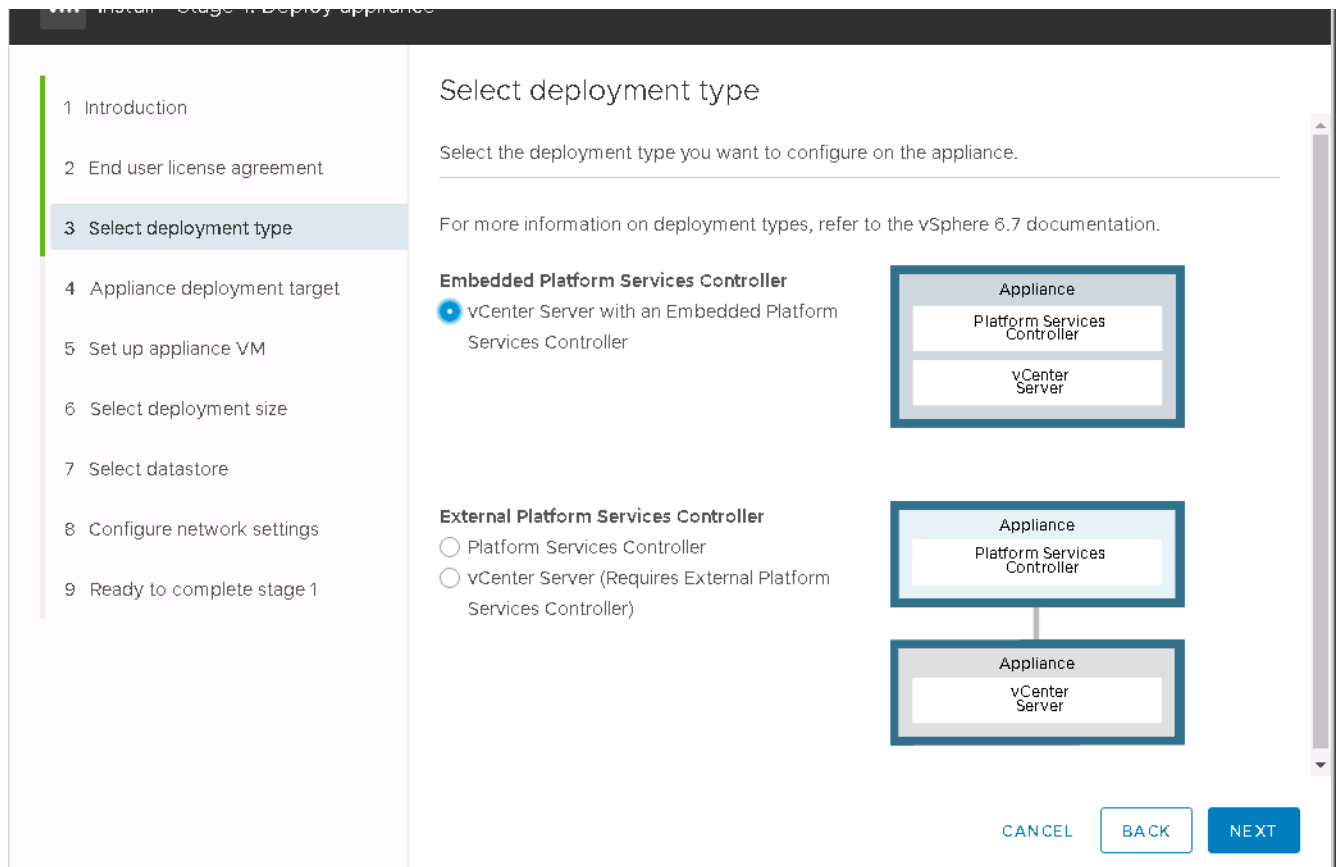 Install - Stage 1: Deploy appliance
1 Introduction
2 End user license agreement
3 Select deployment type
4 Appliance deployment target
5 Set up appliance VM
6 Select deployment size
7 Select datastore
8 Configure network settings
9 Ready to complete stage 1
Select deployment type
Select the deployment type you want to configure on the appliance.
For more information on deployment types, refer to the vSphere 6.7 documentation.
Embedded Platform Services Controller
vCenter Server with an Embedded Platform
Services Controller
Appliance
Platform Services
Controller
vCenter
Server
External Platform Services Controller
Platform Services Controller
vCenter Server (Requires External Platform
Services Controller)
Appliance
Platform Services
Controller
Appliance
vCenter
Server
CANCEL
BACK
NEXT